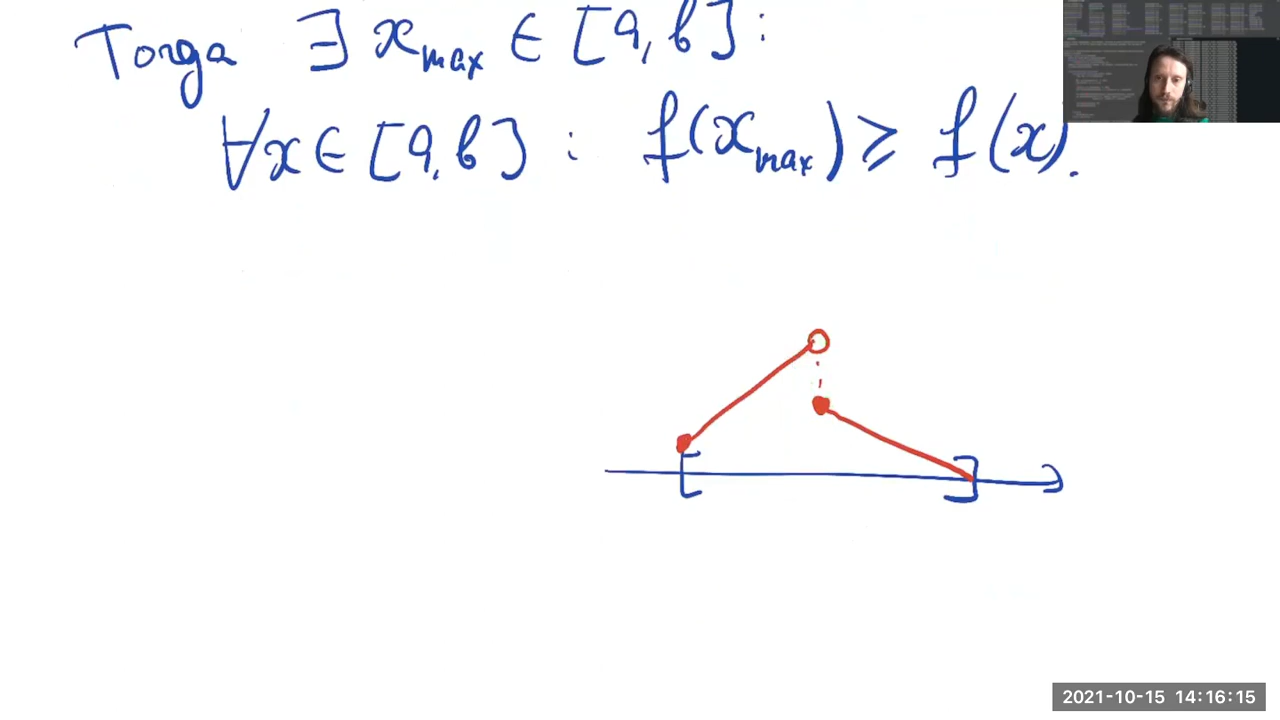 Тогда ∃ x_max ∈ [a, b]:
∀x ∈ [a, b] : f(x_max) ≥ f(x).
2021-10-15 14:16:15